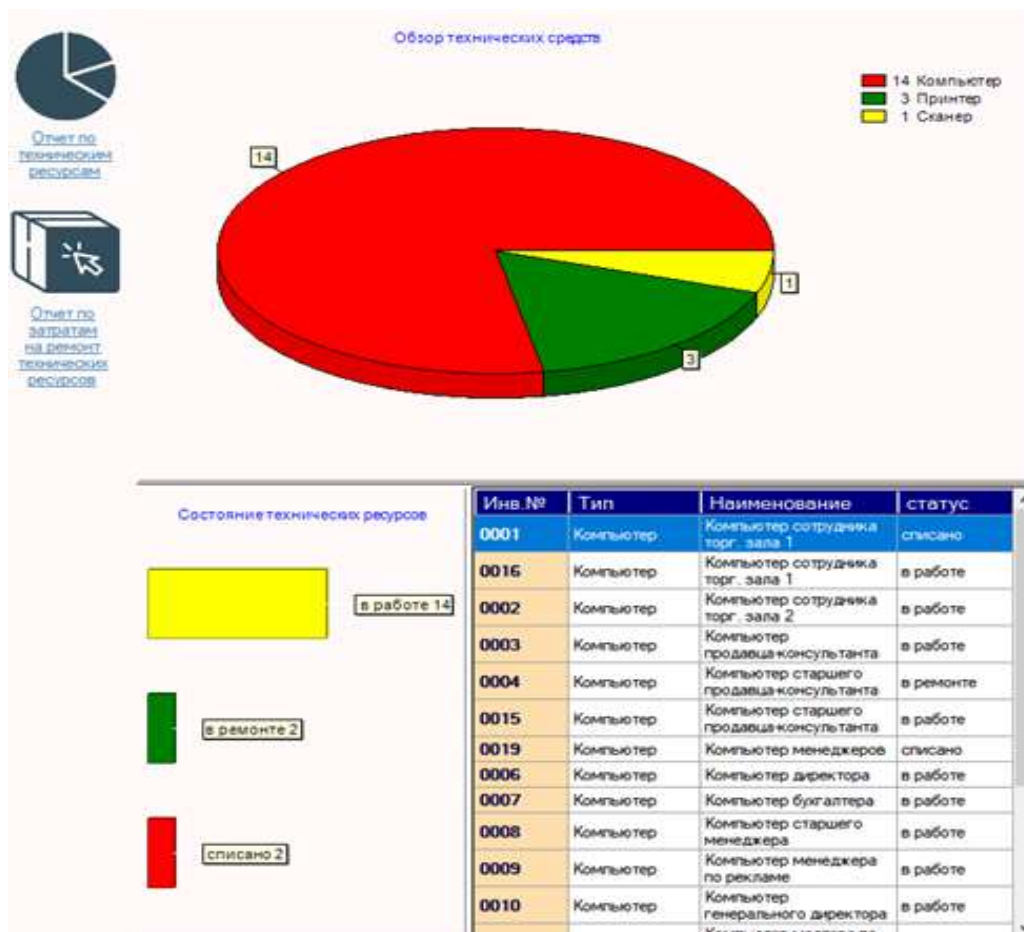 Обзор технических средств
14 Компьютер
3 Принтер
1 Сканер
Отчет по
техническим
ресурсам
14
1
3
Отчет по
затратам
на ремонт
технических
ресурсов
Состояние технических ресурсов
в работе 14
в ремонте 2
списано 2
Инв.№ Тип Наименование статус
0001 Компьютер Компьютер сотрудника списано
торг. зала 1
0016 Компьютер Компьютер сотрудника в работе
торг. зала 1
0002 Компьютер Компьютер сотрудника в работе
торг. зала 2
0003 Компьютер Компьютер в работе
продавца-консультанта
0004 Компьютер Компьютер старшего в ремонте
продавца-консультанта
0015 Компьютер Компьютер старшего в работе
продавца-консультанта
0019 Компьютер Компьютер менеджеров списано
0006 Компьютер Компьютер директора в работе
0007 Компьютер Компьютер бухгалтера в работе
0008 Компьютер Компьютер старшего в работе
менеджера
0009 Компьютер Компьютер менеджера в работе
по рекламе
0010 Компьютер Компьютер в работе
генерального директора